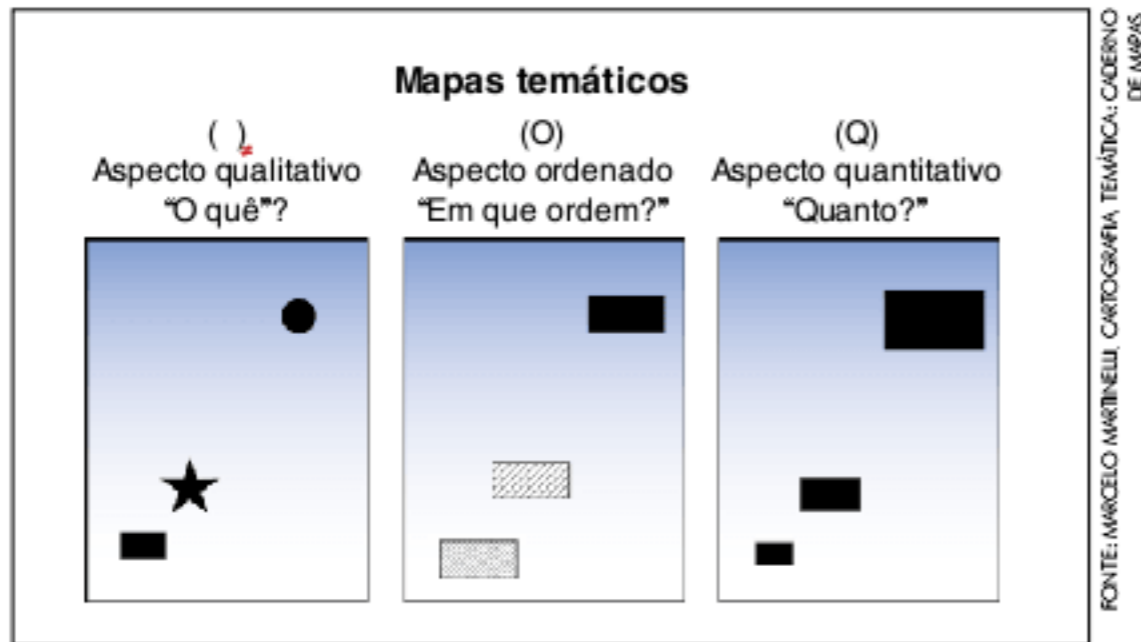 Mapas temáticos
(≠)
Aspecto qualitativo
“O quê”?
(O)
Aspecto ordenado
“Em que ordem?”
(Q)
Aspecto quantitativo
“Quanto?”
FONTE: MARCELO MARTINELLI, CARTOGRAFIA, TEMÁTICA: CADERNO
DE MAPAS.